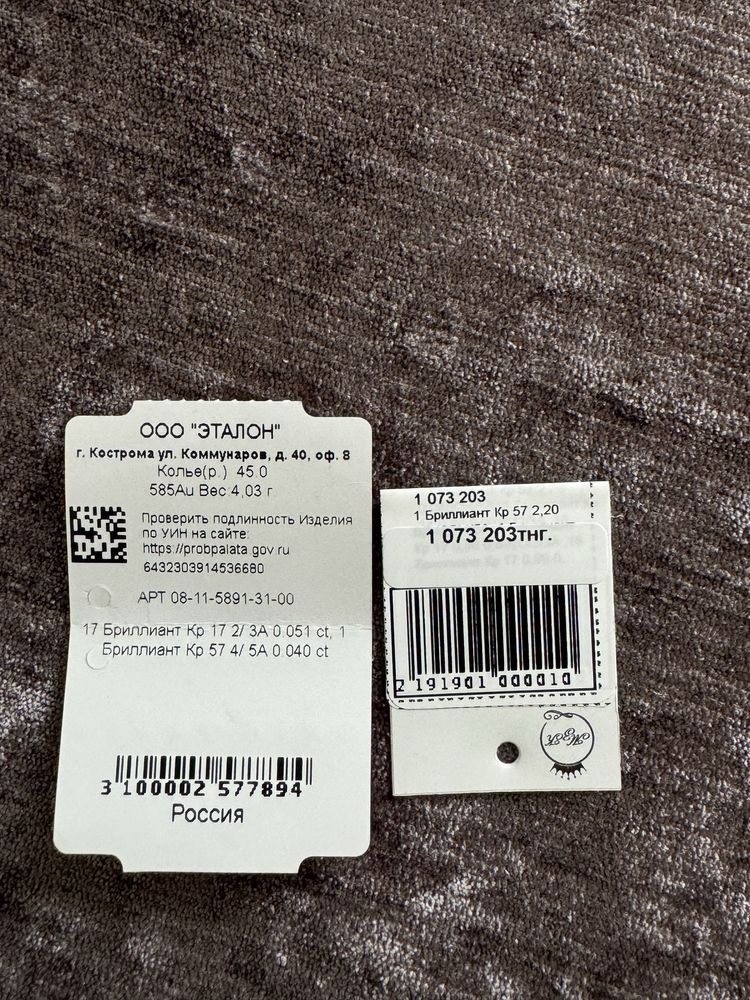 ООО "ЭТАЛОН"
г. Кострома ул. Коммунаров, д. 40, оф. 8
Колье(р.) 45.0
585Au Вес 4,03 г
Проверить подлинность Изделия
по УИН на сайте:
https://probpalata.gov.ru
6432303914536680
АРТ 08-11-5891-31-00
17 Бриллиант Кр 17 2/ 3А 0.051 ct, 1
Бриллиант Кр 57 4/ 5А 0.040 ct
3 100002 577894
Россия
1 073 203
1 Бриллиант Кр 57 2,20
1 073 203тнг.
2 191901 000010